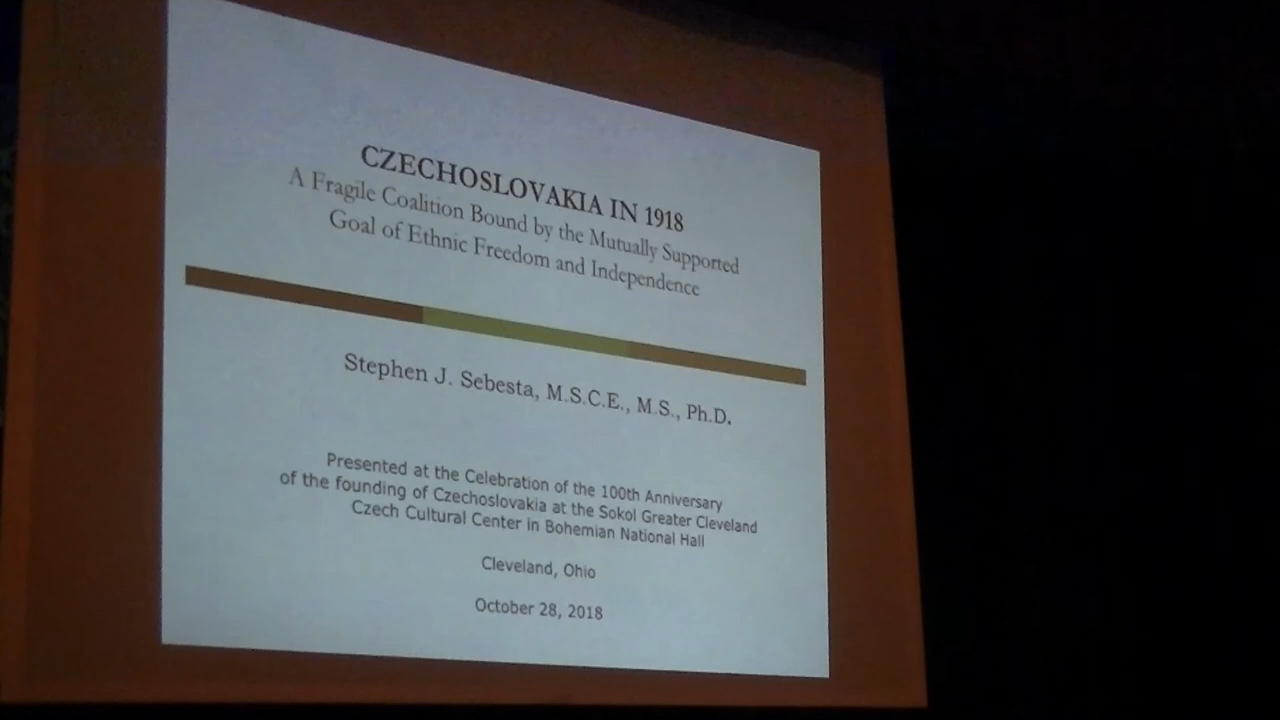 CZECHOSLOVAKIA IN 1918
A Fragile Coalition Bound by the Mutually Supported
Goal of Ethnic Freedom and Independence
Stephen J. Sebesta, M.S.C.E., M.S., Ph.D.
Presented at the Celebration of the 100th Anniversary
of the founding of Czechoslovakia at the Sokol Greater Cleveland
Czech Cultural Center in Bohemian National Hall
Cleveland, Ohio
October 28, 2018